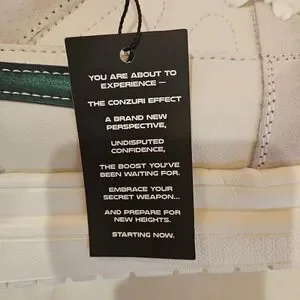 YOU ARE ABOUT TO
EXPERIENCE —
THE CONZURI EFFECT
A BRAND NEW
PERSPECTIVE,
UNDISPUTED
CONFIDENCE,
THE BOOST YOU'VE
BEEN WAITING FOR.
EMBRACE YOUR
SECRET WEAPON...
AND PREPARE FOR
NEW HEIGHTS.
STARTING NOW.